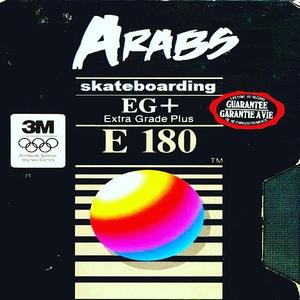 ARABS
skateboarding
EG+
Extra Grade Plus
E 180
TM
3M
GUARANTEE
GARANTIE A VIE